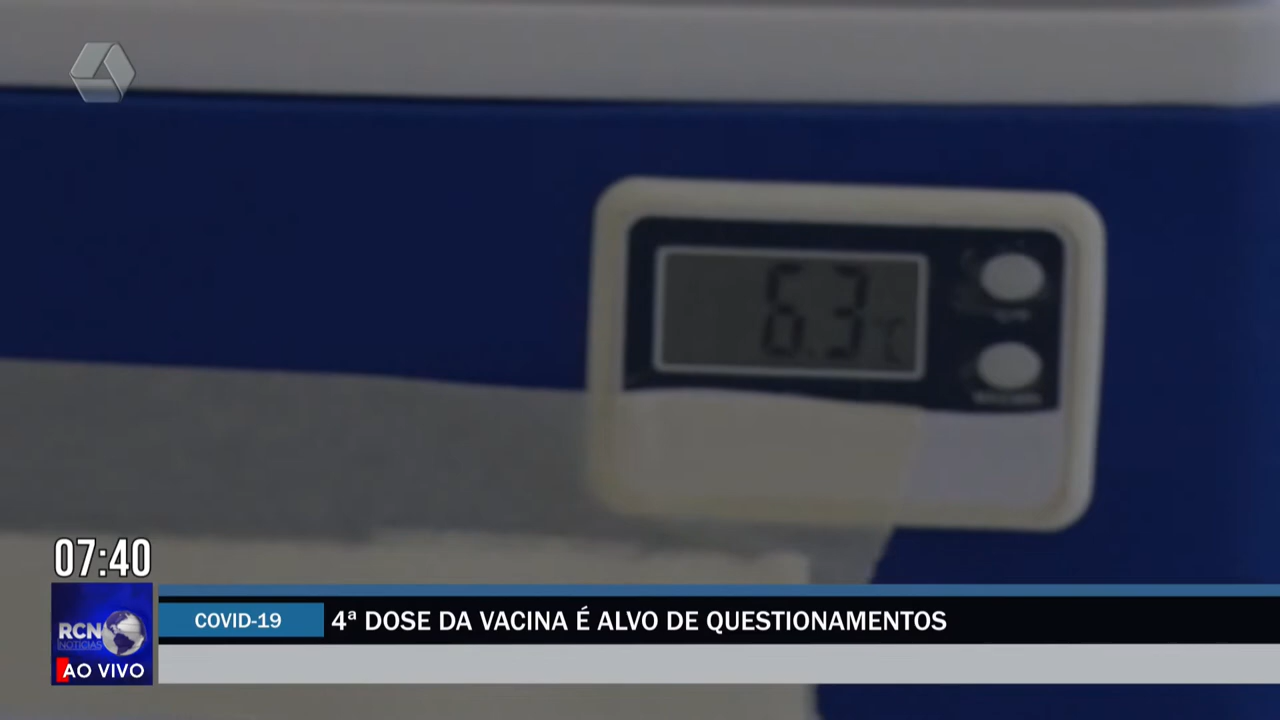 6.3 °C
07:40
RCN
NOTÍCIAS
AO VIVO
COVID-19
4ª DOSE DA VACINA É ALVO DE QUESTIONAMENTOS